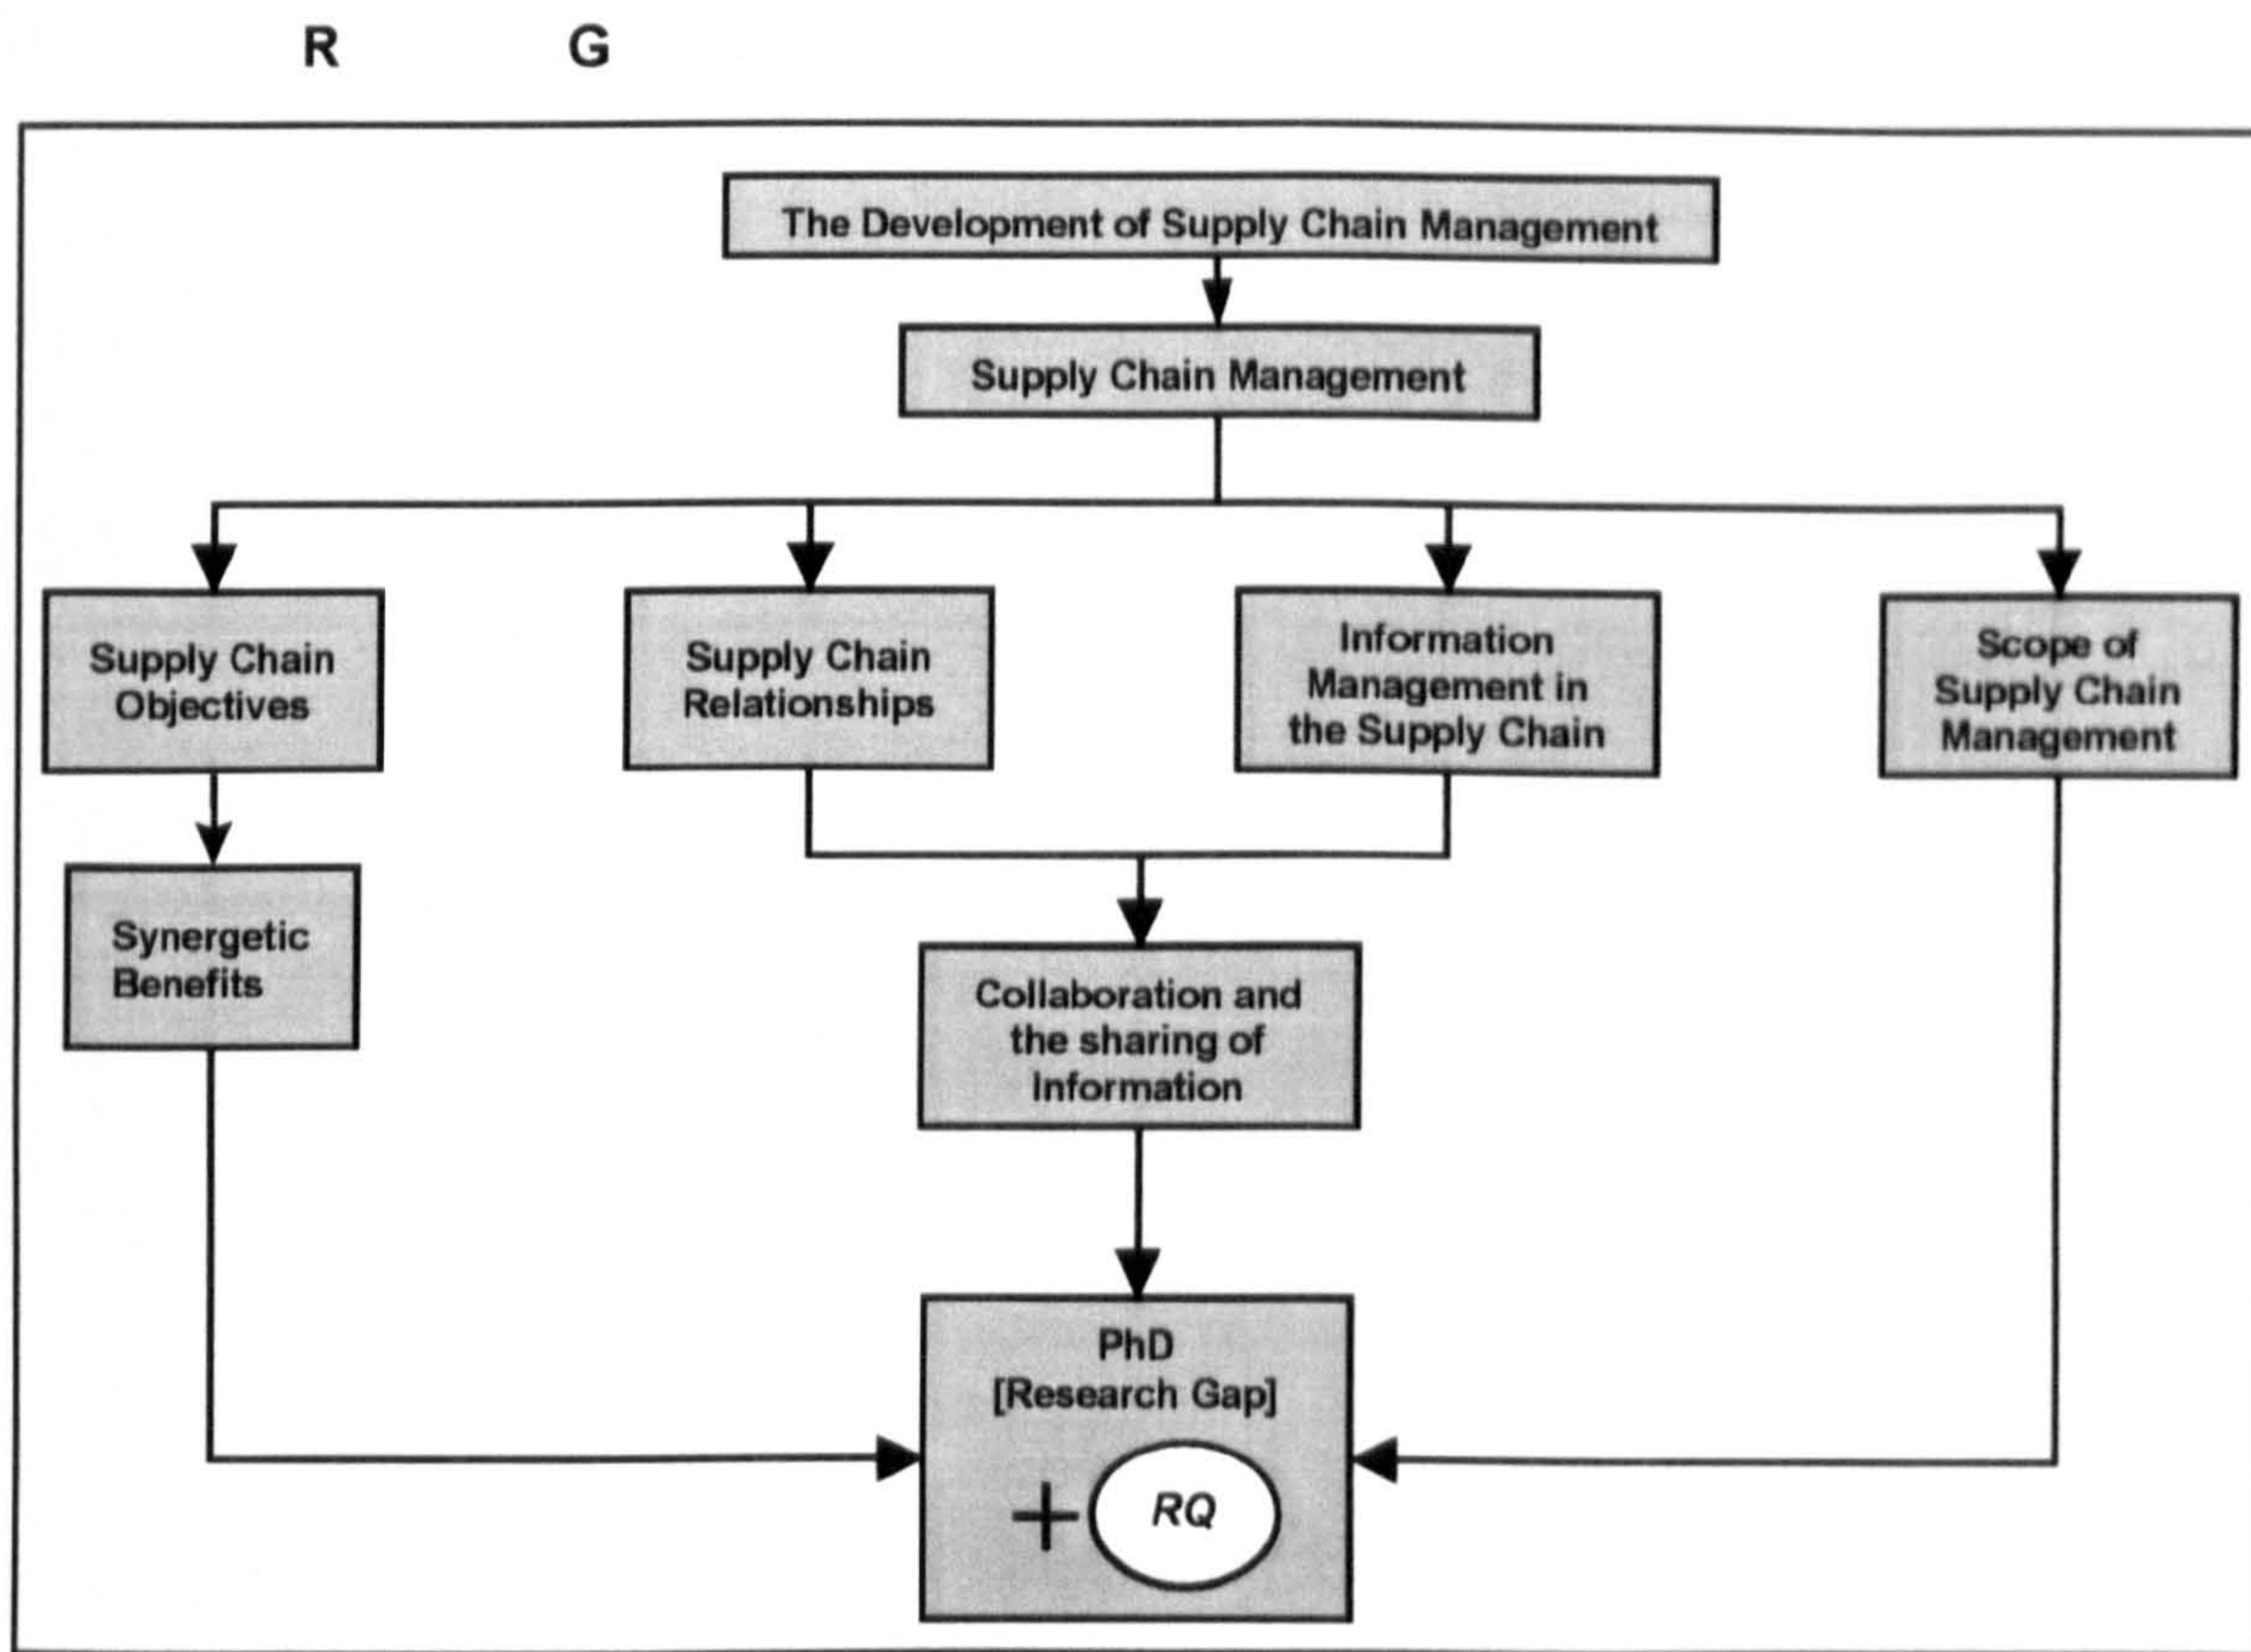 R G
The Development of Supply Chain Management
Supply Chain Management
Supply Chain
Objectives
Supply Chain
Relationships
Information
Management in
the Supply Chain
Scope of
Supply Chain
Management
Synergetic
Benefits
Collaboration and
the sharing of
Information
PhD
[Research Gap]
+ RQ